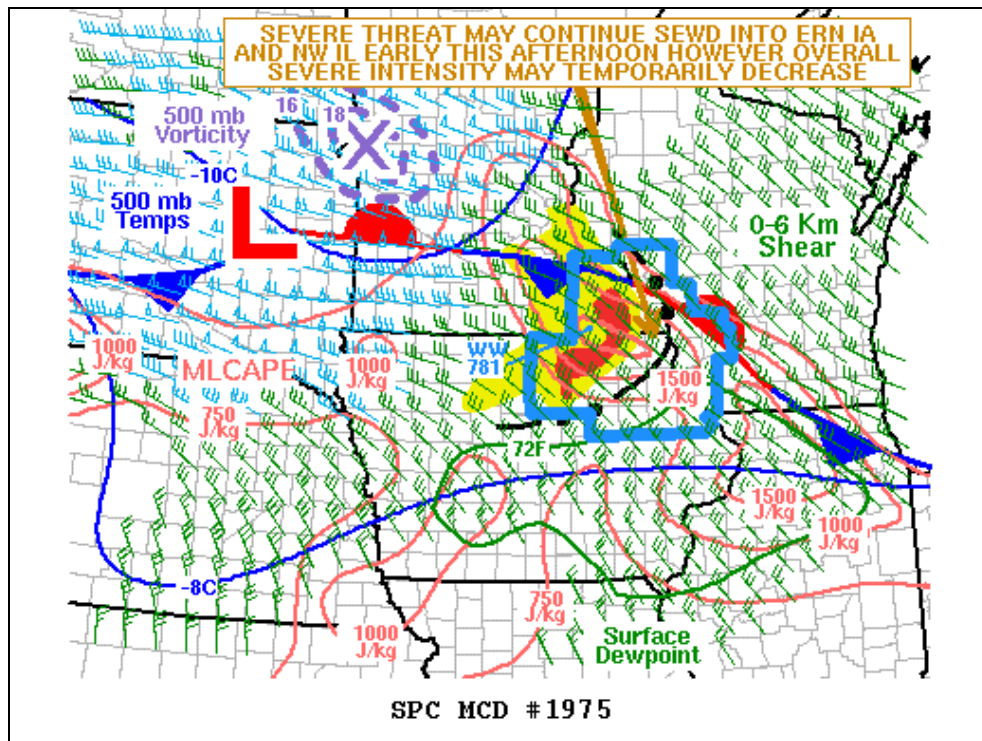 SEVERE THREAT MAY CONTINUE SEWD INTO ERN IA
AND NW IL EARLY THIS AFTERNOON HOWEVER OVERALL
SEVERE INTENSITY MAY TEMPORARILY DECREASE
16
18
500 mb
Vorticity
X
-10C
500 mb
Temps
L
0-6 Km
Shear
1000
J/kg
MLCAPE
1000
J/kg
WW
781
1500
J/kg
750
J/kg
72F
1500
J/kg
1000
J/kg
-8C
750
J/kg
1000
J/kg
Surface
Dewpoint
SPC MCD #1975